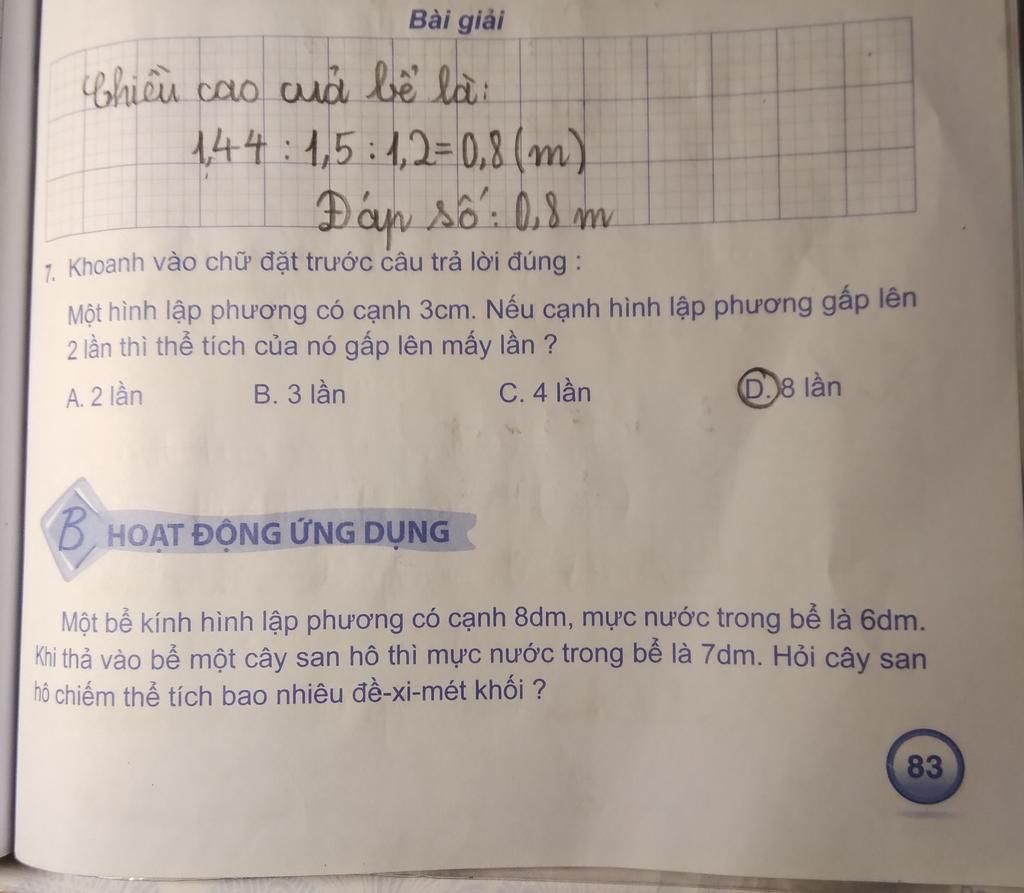 Bài giải
Chiều cao của bể là:
1,44 : 1,5 : 1,2 = 0,8 (m)
Đáp số: 0,8 m
7. Khoanh vào chữ đặt trước câu trả lời đúng :
Một hình lập phương có cạnh 3cm. Nếu cạnh hình lập phương gấp lên
2 lần thì thể tích của nó gấp lên mấy lần ?
A. 2 lần B. 3 lần C. 4 lần D. 8 lần
B HOẠT ĐỘNG ỨNG DỤNG
Một bể kính hình lập phương có cạnh 8dm, mực nước trong bể là 6dm.
Khi thả vào bể một cây san hô thì mực nước trong bể là 7dm. Hỏi cây san
hô chiếm thể tích bao nhiêu đề-xi-mét khối ?
83